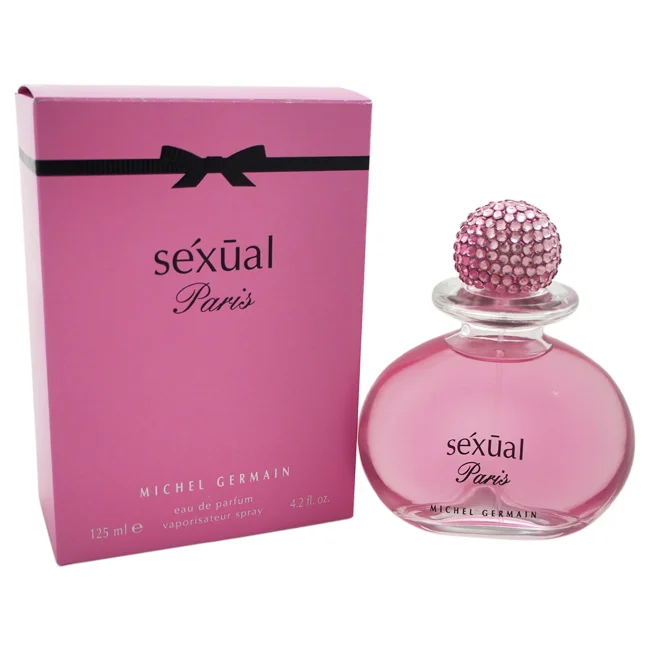 séxūal
Paris
MICHEL GERMAIN
eau de parfum
vaporisateur spray
125 ml ℮
4.2 fl. oz.
séxūal
Paris
MICHEL GERMAIN